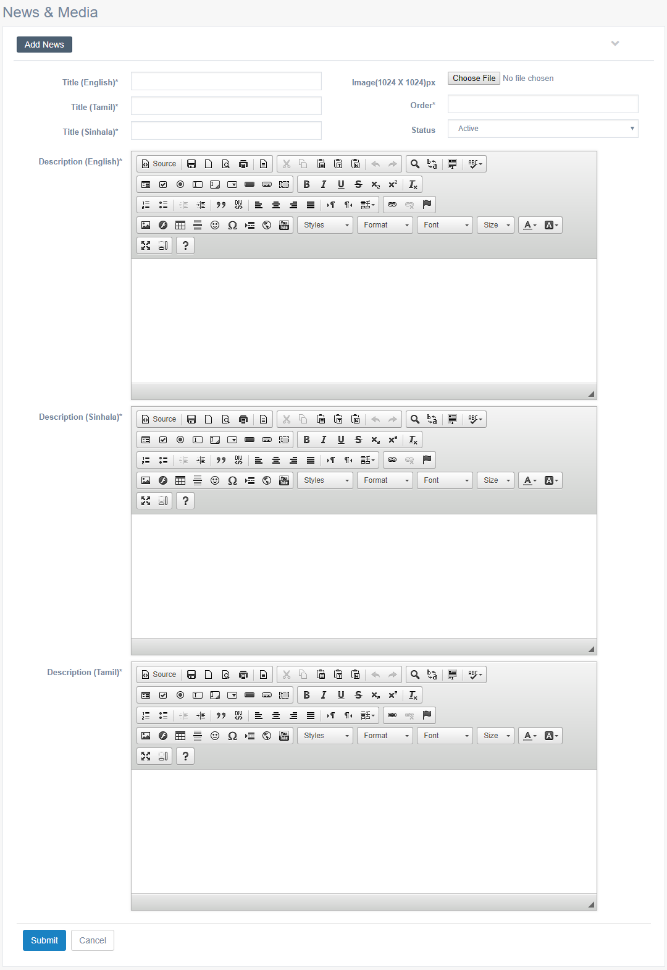 News & Media
Add News
Title (English)*
Image(1024 X 1024)px
Choose File No file chosen
Title (Tamil)*
Order*
Title (Sinhala)*
Status
Active
Description (English)*
Source
B I U S x₂ x² Tx
Styles Format Font Size A A
?
Description (Sinhala)*
Source
B I U S x₂ x² Tx
Styles Format Font Size A A
?
Description (Tamil)*
Source
B I U S x₂ x² Tx
Styles Format Font Size A A
?
Submit
Cancel